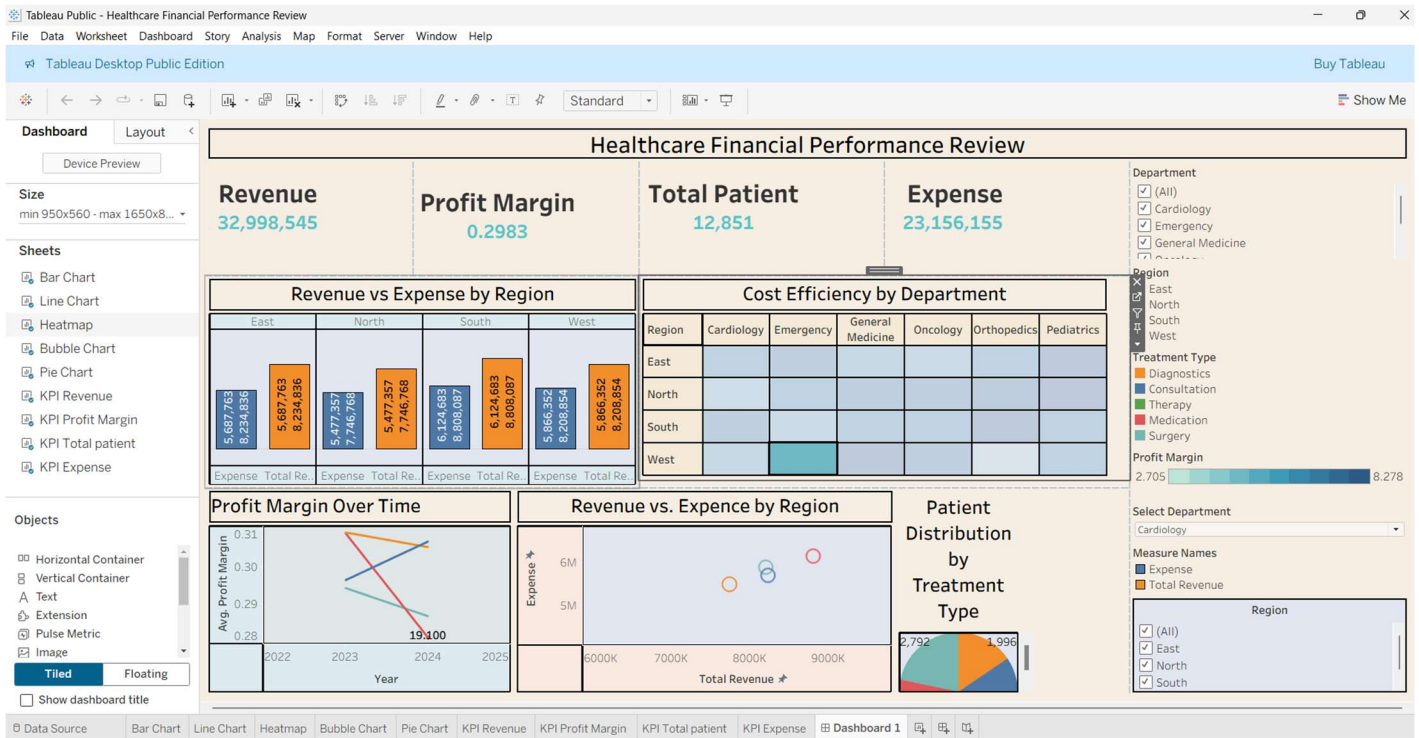 Tableau Public - Healthcare Financial Performance Review
File Data Worksheet Dashboard Story Analysis Map Format Server Window Help
Tableau Desktop Public Edition
Buy Tableau
Standard
Show Me
Dashboard Layout
Device Preview
Size
min 950x560 - max 1650x8...
Sheets
Bar Chart
Line Chart
Heatmap
Bubble Chart
Pie Chart
KPI Revenue
KPI Profit Margin
KPI Total patient
KPI Expense
Objects
Horizontal Container
Vertical Container
Text
Extension
Pulse Metric
Image
Tiled Floating
Show dashboard title
Healthcare Financial Performance Review
Revenue
32,998,545
Profit Margin
0.2983
Total Patient
12,851
Expense
23,156,155
Revenue vs Expense by Region
East North South West
5,687,763
8,234,836
5,687,763
8,234,836
5,477,357
7,746,768
5,477,357
7,746,768
6,124,683
8,808,087
6,124,683
8,808,087
5,866,352
8,208,854
5,866,352
8,208,854
Expense Total Re.. Expense Total Re.. Expense Total Re.. Expense Total Re..
Cost Efficiency by Department
Region Cardiology Emergency General Medicine Oncology Orthopedics Pediatrics
East
North
South
West
Profit Margin Over Time
Avg. Profit Margin
0.31
0.30
0.29
0.28
19.100
2022 2023 2024 2025
Year
Revenue vs. Expence by Region
Expense
6M
5M
6000K 7000K 8000K 9000K
Total Revenue
Patient
Distribution
by
Treatment
Type
2,792 1,996
Department
(All)
Cardiology
Emergency
General Medicine
Region
East
North
South
West
Treatment Type
Diagnostics
Consultation
Therapy
Medication
Surgery
Profit Margin
2.705 8.278
Select Department
Cardiology
Measure Names
Expense
Total Revenue
Region
(All)
East
North
South
Data Source Bar Chart Line Chart Heatmap Bubble Chart Pie Chart KPI Revenue KPI Profit Margin KPI Total patient KPI Expense Dashboard 1